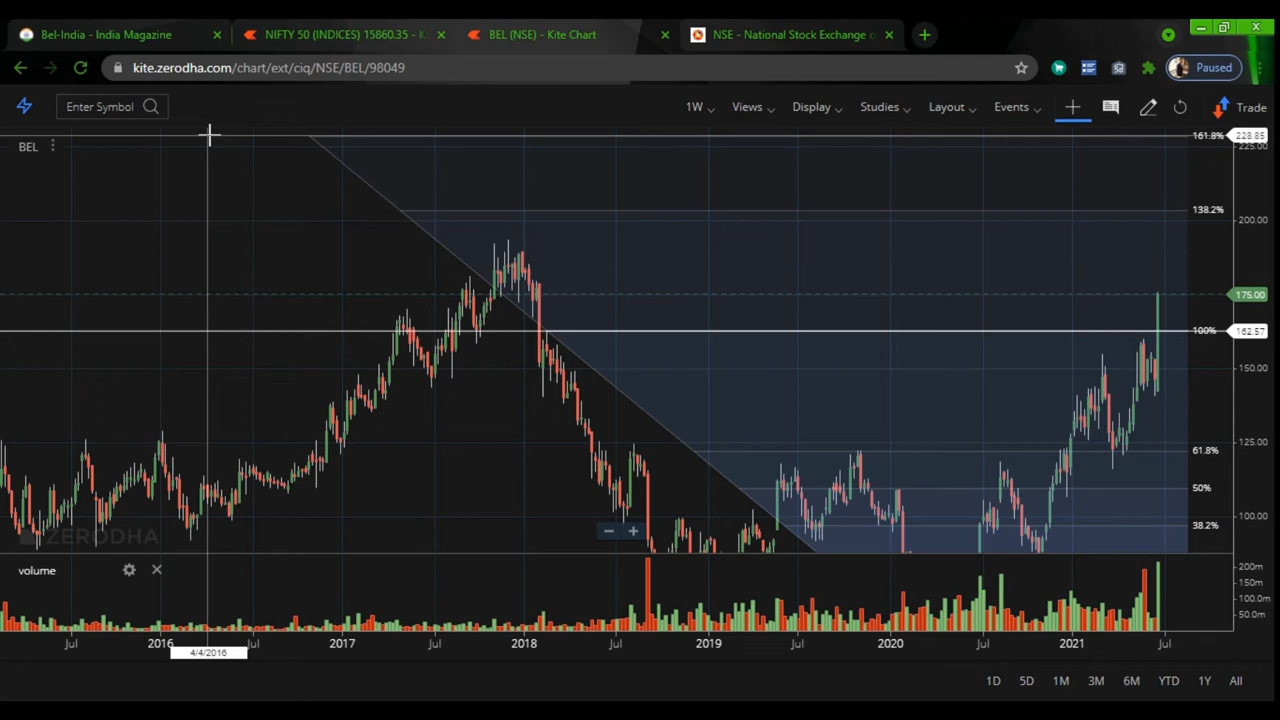 Bel-India - India Magazine
NIFTY 50 (INDICES) 15860.35 - K
BEL (NSE) - Kite Chart
NSE - National Stock Exchange o
kite.zerodha.com/chart/ext/ciq/NSE/BEL/98049
Paused
Enter Symbol
1W Views Display Studies Layout Events Trade
BEL
161.8% 228.85
225.00
138.2%
200.00
175.00
100% 162.57
150.00
125.00
61.8%
50%
100.00
38.2%
ZERODHA
volume
200m
150m
100.0m
50.0m
Jul 2016 Jul 2017 Jul 2018 Jul 2019 Jul 2020 Jul 2021 Jul
4/4/2016
1D 5D 1M 3M 6M YTD 1Y All